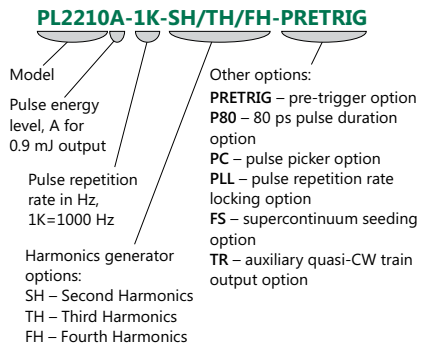 PL2210A-1K-SH/TH/FH-PRETRIG
Model
Pulse energy
level, A for
0.9 mJ output
Pulse repetition
rate in Hz,
1K=1000 Hz
Harmonics generator
options:
SH – Second Harmonics
TH – Third Harmonics
FH – Fourth Harmonics
Other options:
PRETRIG – pre-trigger option
P80 – 80 ps pulse duration
option
PC – pulse picker option
PLL – pulse repetition rate
locking option
FS – supercontinuum seeding
option
TR – auxiliary quasi-CW train
output option